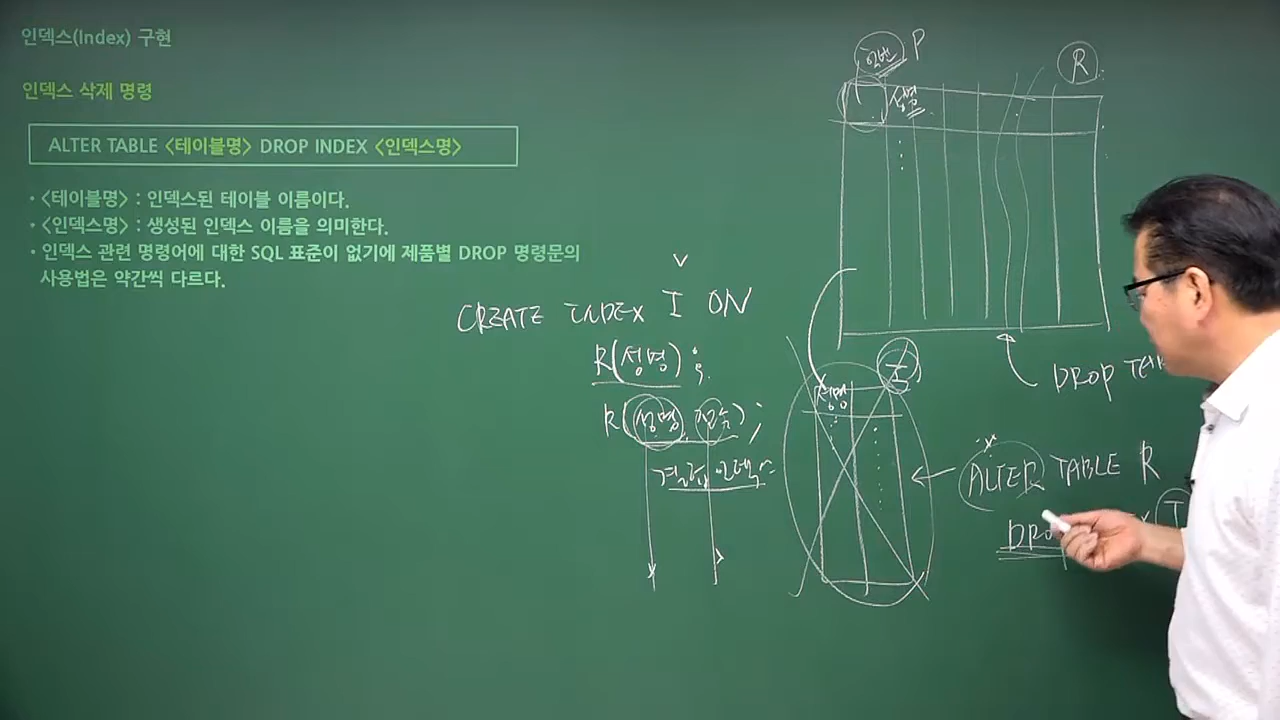 인덱스(Index) 구현
인덱스 삭제 명령
ALTER TABLE <테이블명> DROP INDEX <인덱스명>
• <테이블명> : 인덱스된 테이블 이름이다.
• <인덱스명> : 생성된 인덱스 이름을 의미한다.
• 인덱스 관련 명령어에 대한 SQL 표준이 없기에 제품별 DROP 명령문의
사용법은 약간씩 다르다.
CREATE INDEX I ON
R(성명);
R(성명, 점수);
결합 인덱스
학번 P
R
성명
I
성명
DROP
ALTER TABLE R
I